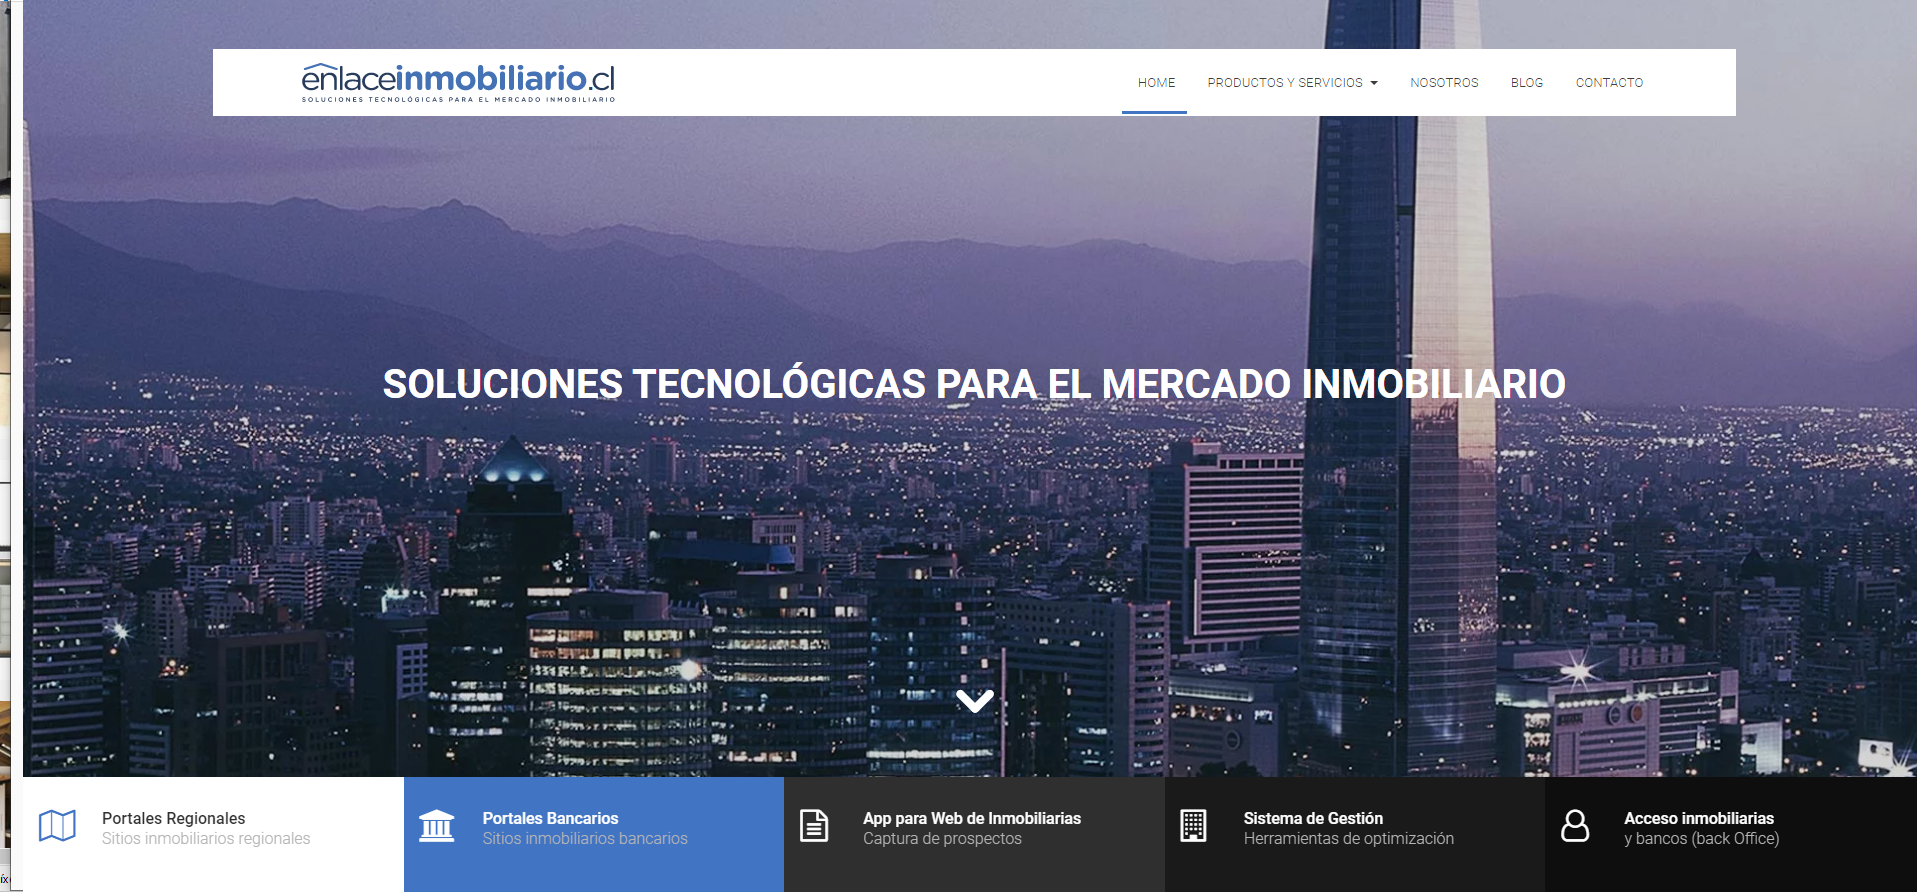 enlaceinmobiliario.cl
SOLUCIONES TECNOLÓGICAS PARA EL MERCADO INMOBILIARIO
HOME
PRODUCTOS Y SERVICIOS
NOSOTROS
BLOG
CONTACTO
SOLUCIONES TECNOLÓGICAS PARA EL MERCADO INMOBILIARIO
Portales Regionales
Sitios inmobiliarios regionales
Portales Bancarios
Sitios inmobiliarios bancarios
App para Web de Inmobiliarias
Captura de prospectos
Sistema de Gestión
Herramientas de optimización
Acceso inmobiliarias
y bancos (back Office)